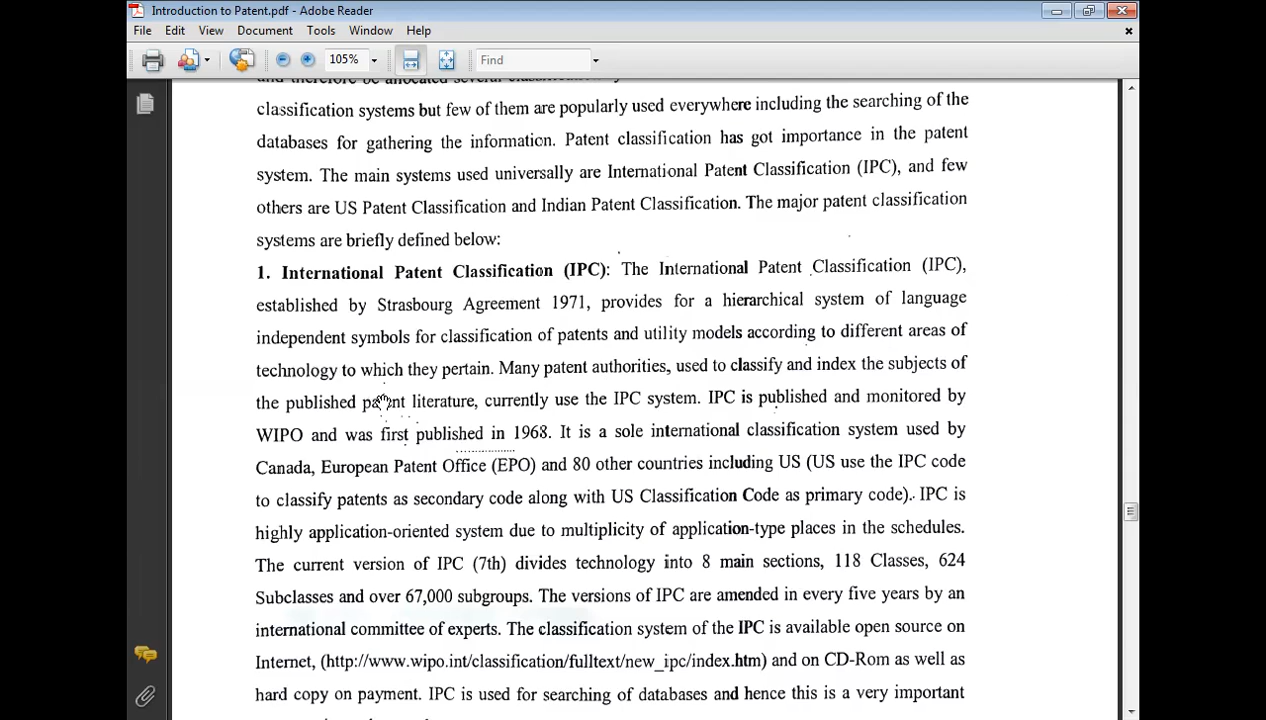 Introduction to Patent.pdf - Adobe Reader
File Edit View Document Tools Window Help
105% Find
and therefore be allocated several
classification systems but few of them are popularly used everywhere including the searching of the
databases for gathering the information. Patent classification has got importance in the patent
system. The main systems used universally are International Patent Classification (IPC), and few
others are US Patent Classification and Indian Patent Classification. The major patent classification
systems are briefly defined below:
1. International Patent Classification (IPC): The International Patent Classification (IPC),
established by Strasbourg Agreement 1971, provides for a hierarchical system of language
independent symbols for classification of patents and utility models according to different areas of
technology to which they pertain. Many patent authorities, used to classify and index the subjects of
the published patent literature, currently use the IPC system. IPC is published and monitored by
WIPO and was first published in 1968. It is a sole international classification system used by
Canada, European Patent Office (EPO) and 80 other countries including US (US use the IPC code
to classify patents as secondary code along with US Classification Code as primary code). IPC is
highly application-oriented system due to multiplicity of application-type places in the schedules.
The current version of IPC (7th) divides technology into 8 main sections, 118 Classes, 624
Subclasses and over 67,000 subgroups. The versions of IPC are amended in every five years by an
international committee of experts. The classification system of the IPC is available open source on
Internet, (http://www.wipo.int/classification/fulltext/new_ipc/index.htm) and on CD-Rom as well as
hard copy on payment. IPC is used for searching of databases and hence this is a very important